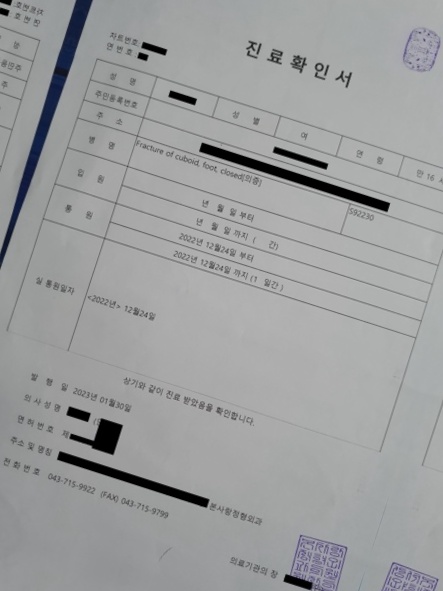 차트번호
연 번 호
진료확인서
성 명
성 별
여
연 령
만 16
주민등록번호
주 소
병 명
Fracture of cuboid, foot, closed[의증]
S92230
입 원
년 월 일 부터
년 월 일 까지 ( 간)
통 원
2022년 12월24일 부터
2022년 12월24일 까지 (1 일간 )
실 통원일자
<2022년> 12월24일
상기와 같이 진료 받았음을 확인합니다.
발 행 일 2023년 01월30일
의 사 성 명
면 허 번 호 제
주소 및 명칭
본사랑정형외과
전 화 번 호 043-715-9922 (FAX) 043-715-9799
의료기관의 장